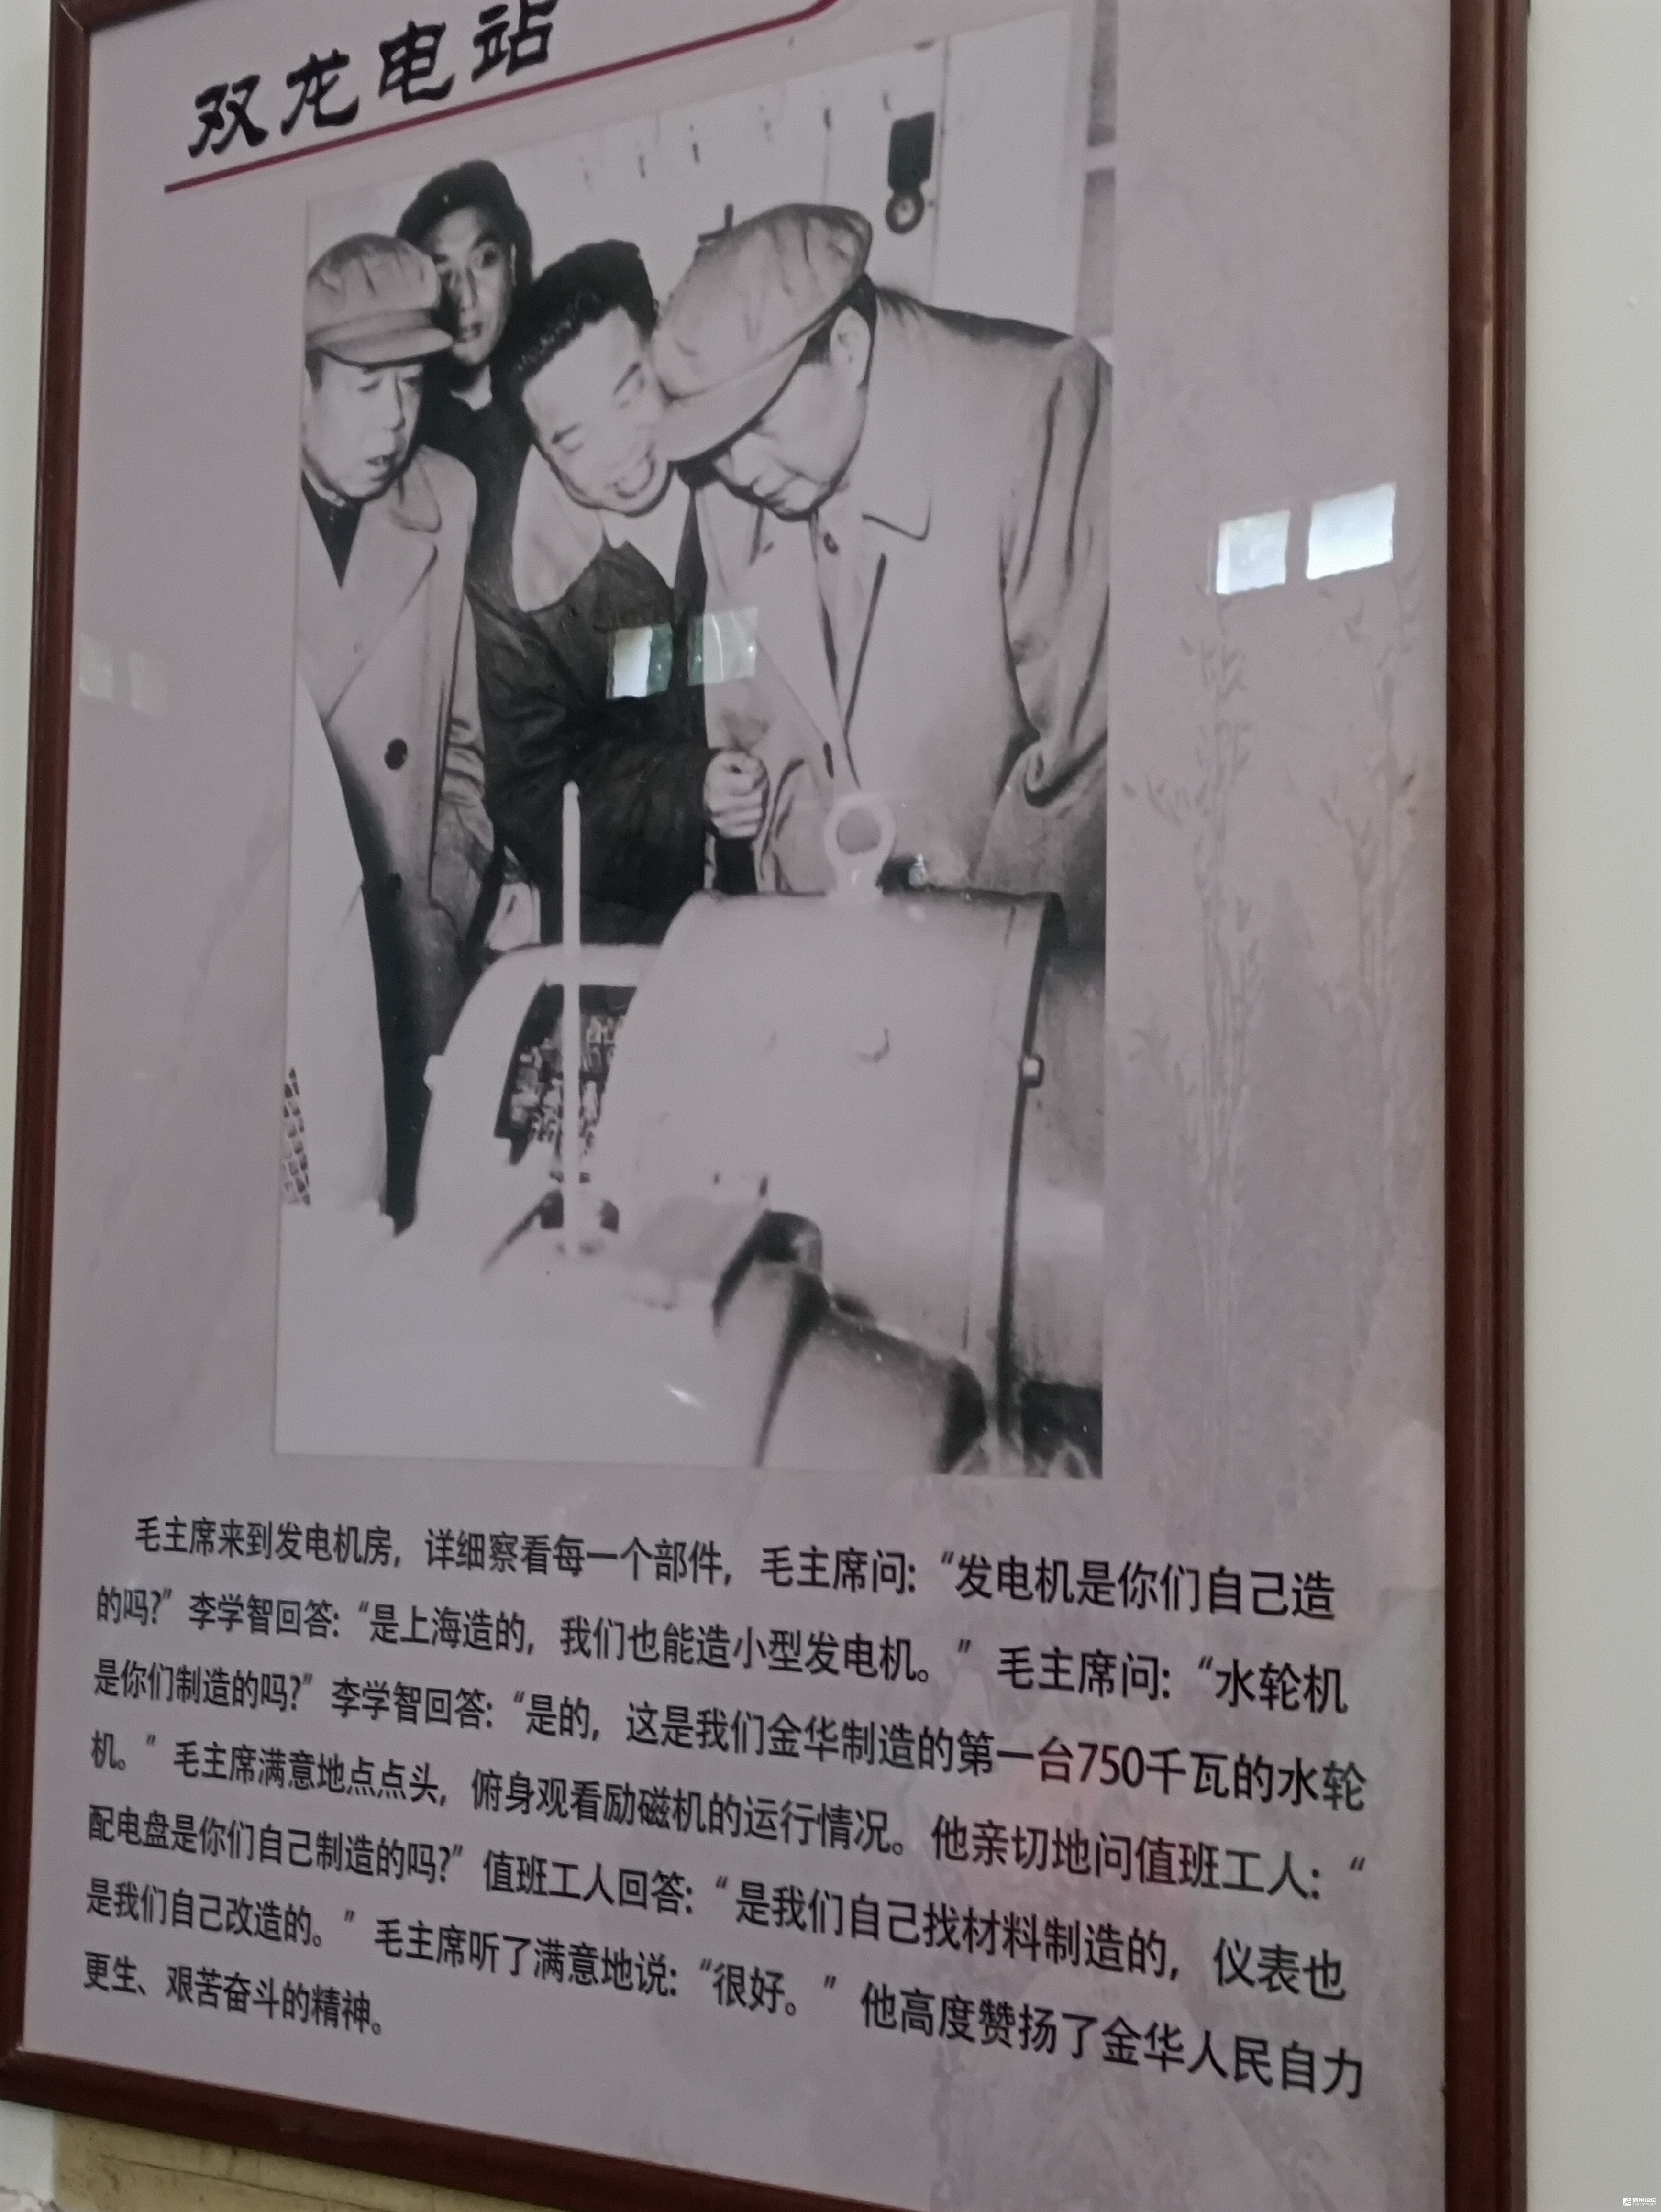 双龙电站
毛主席来到发电机房，详细察看每一个部件，毛主席问：“发电机是你们自己造
的吗?”李学智回答：“是上海造的，我们也能造小型发电机。”毛主席问：“水轮机
是你们制造的吗?”李学智回答：“是的，这是我们金华制造的第一台750千瓦的水轮
机。”毛主席满意地点点头，俯身观看励磁机的运行情况。他亲切地问值班工人：“
配电盘是你们自己制造的吗?”值班工人回答：“是我们自己找材料制造的，仪表也
是我们自己改造的。”毛主席听了满意地说：“很好。”他高度赞扬了金华人民自力
更生、艰苦奋斗的精神。